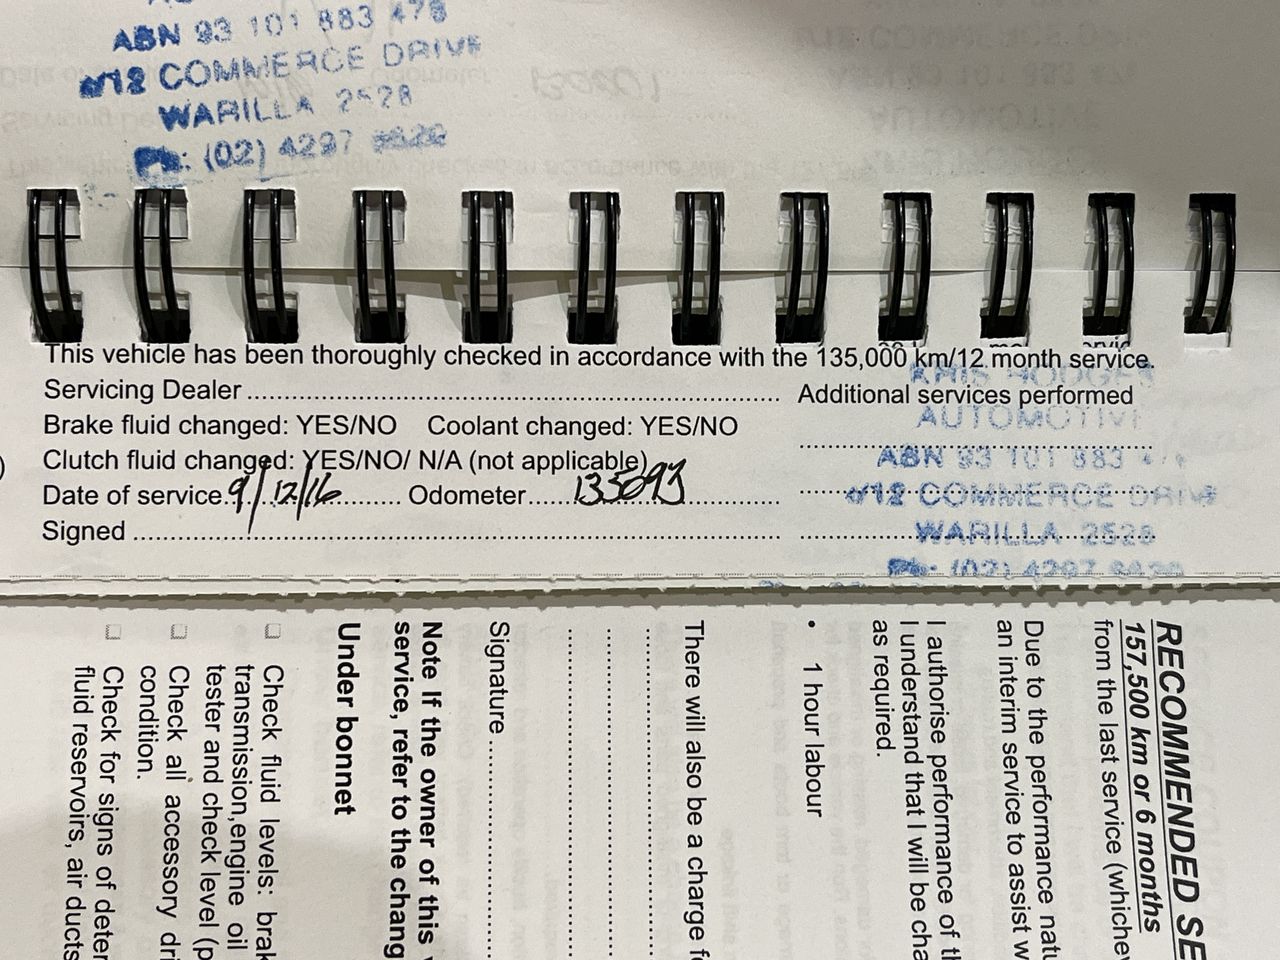 ABN 93 101 883 478
4/12 COMMERCE DRIVE
WARILLA 2528
Ph: (02) 4297
This vehicle has been thoroughly checked in accordance with the 135,000 km/12 month service.
Servicing Dealer
Additional services performed
Brake fluid changed: YES/NO Coolant changed: YES/NO
Clutch fluid changed: YES/NO/ N/A (not applicable)
Date of service 9/12/16 Odometer 135093
Signed
KRIS HODGES
AUTOMOTIVE
ABN 93 101 883 47
4/12 COMMERCE DRIVE
WARILLA 2528
Ph: (02) 4297
RECOMMENDED SE
157,500 km or 6 months
from the last service (whichev
Due to the performance natu
an interim service to assist w
I authorise performance of th
I understand that I will be cha
as required.
• 1 hour labour
There will also be a charge f
Signature
Note If the owner of this v
service, refer to the chang
Under bonnet
Check fluid levels: brak
transmission,engine oil
tester and check level (p
Check all accessory dri
condition.
Check for signs of deter
fluid reservoirs, air ducts